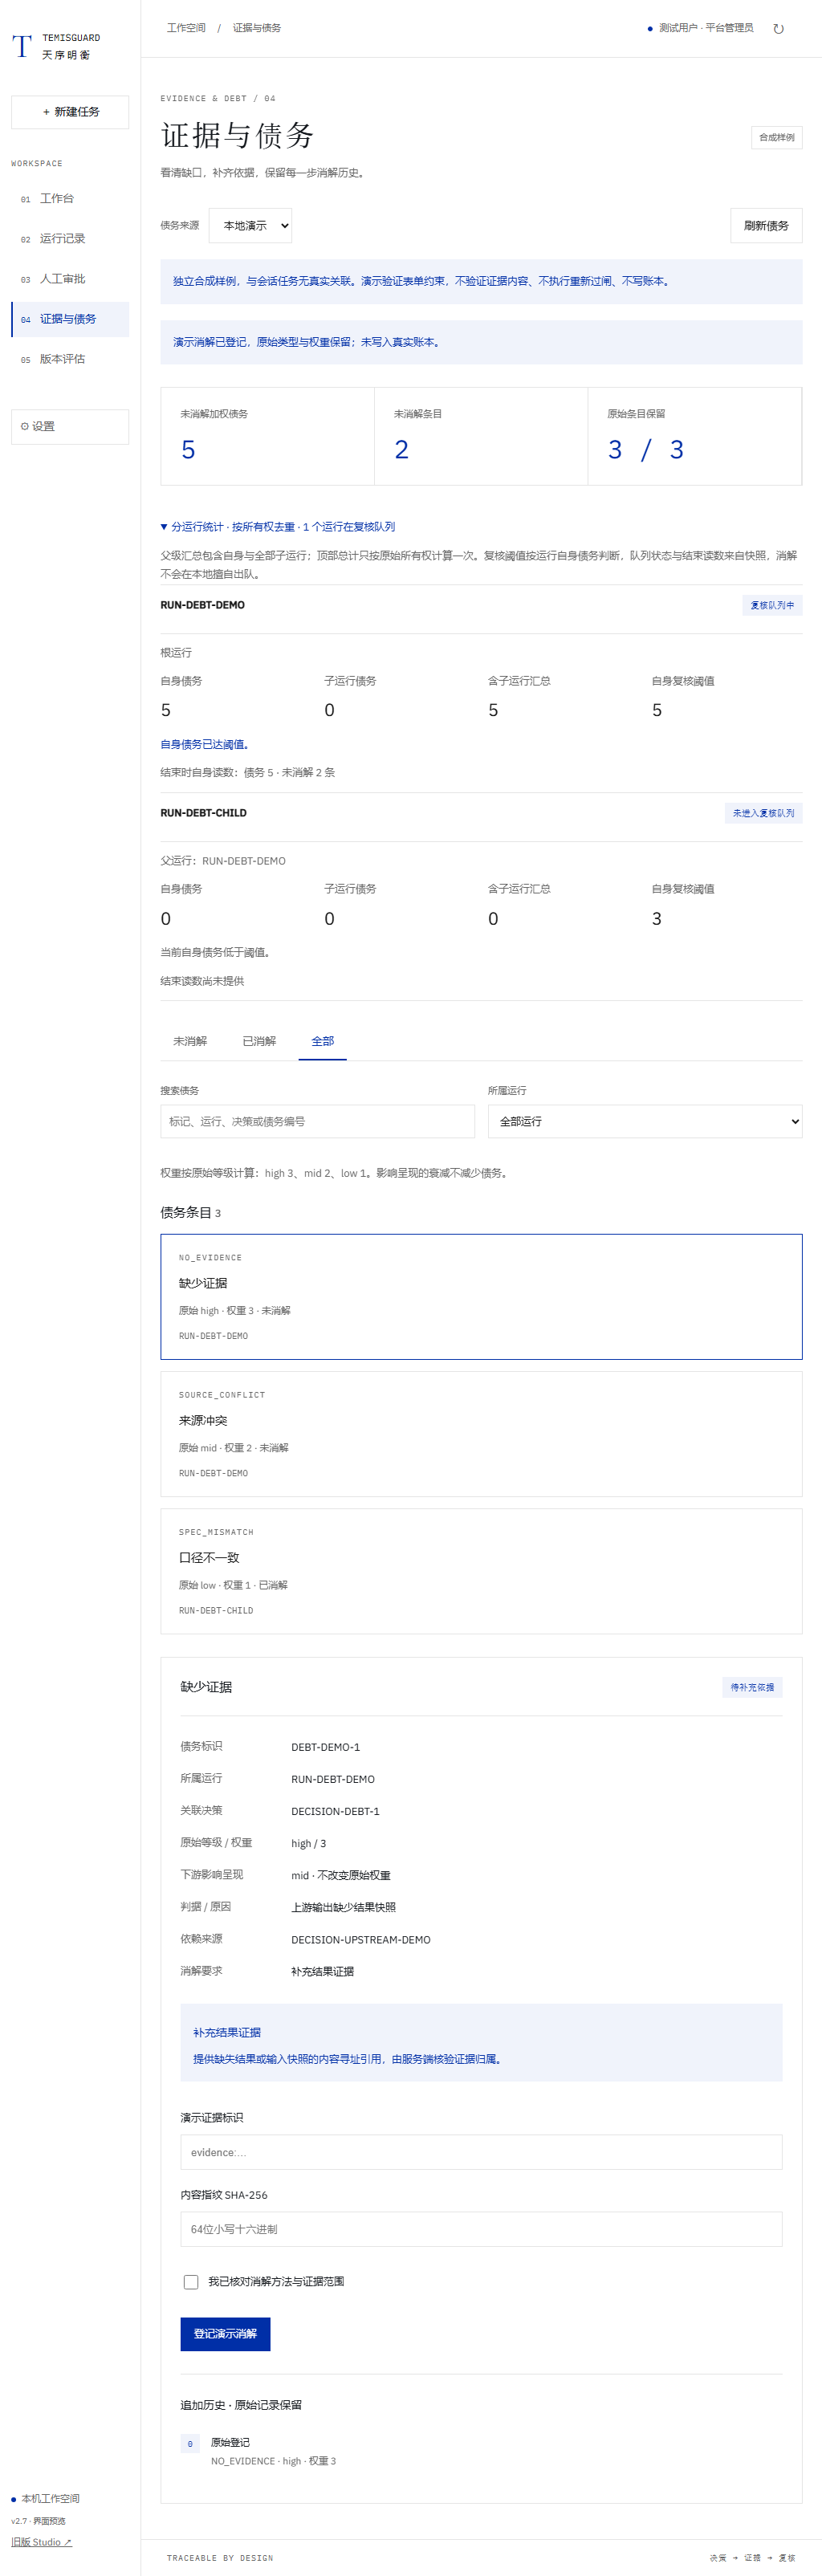 T
TEMISGUARD
天序明衡
+ 新建任务
WORKSPACE
01 工作台
02 运行记录
03 人工审批
04 证据与债务
05 版本评估
⊙ 设置
工作空间 / 证据与债务
测试用户 · 平台管理员 ↻
EVIDENCE & DEBT / 04
证据与债务
合成样例
看清缺口，补齐依据，保留每一步消解历史。
债务来源 本地演示
刷新债务
独立合成样例，与会话任务无真实关联。演示验证表单约束，不验证证据内容、不执行重新过闸、不写账本。
演示消解已登记，原始类型与权重保留；未写入真实账本。
未消解加权债务
5
未消解条目
2
原始条目保留
3 / 3
▼ 分运行统计 · 按所有权去重 · 1 个运行在复核队列
父级汇总包含自身与全部子运行；顶部总计只按原始所有权计算一次。复核阈值按运行自身债务判断，队列状态与结束读数来自快照，消解
不会在本地擅自出队。
RUN-DEBT-DEMO
复核队列中
根运行
自身债务 子运行债务 含子运行汇总 自身复核阈值
5 0 5 5
自身债务已达阈值。
结束时自身读数：债务 5 · 未消解 2 条
RUN-DEBT-CHILD
未进入复核队列
父运行：RUN-DEBT-DEMO
自身债务 子运行债务 含子运行汇总 自身复核阈值
0 0 0 3
当前自身债务低于阈值。
结束读数尚未提供
未消解 已消解 全部
搜索债务
标记、运行、决策或债务编号
所属运行
全部运行
权重按原始等级计算：high 3、mid 2、low 1。影响呈现的衰减不减少债务。
债务条目 3
NO_EVIDENCE
缺少证据
原始 high · 权重 3 · 未消解
RUN-DEBT-DEMO
SOURCE_CONFLICT
来源冲突
原始 mid · 权重 2 · 未消解
RUN-DEBT-DEMO
SPEC_MISMATCH
口径不一致
原始 low · 权重 1 · 已消解
RUN-DEBT-CHILD
缺少证据
待补充依据
债务标识 DEBT-DEMO-1
所属运行 RUN-DEBT-DEMO
关联决策 DECISION-DEBT-1
原始等级 / 权重 high / 3
下游影响呈现 mid · 不改变原始权重
判据 / 原因 上游输出缺少结果快照
依赖来源 DECISION-UPSTREAM-DEMO
消解要求 补充结果证据
补充结果证据
提供缺失结果或输入快照的内容寻址引用，由服务端核验证据归属。
演示证据标识
evidence:...
内容指纹 SHA-256
64位小写十六进制
我已核对消解方法与证据范围
登记演示消解
追加历史 · 原始记录保留
0 原始登记
NO_EVIDENCE · high · 权重 3
本机工作空间
v2.7 · 界面预览
旧版 Studio ↗
TRACEABLE BY DESIGN
决策 → 证据 → 复核